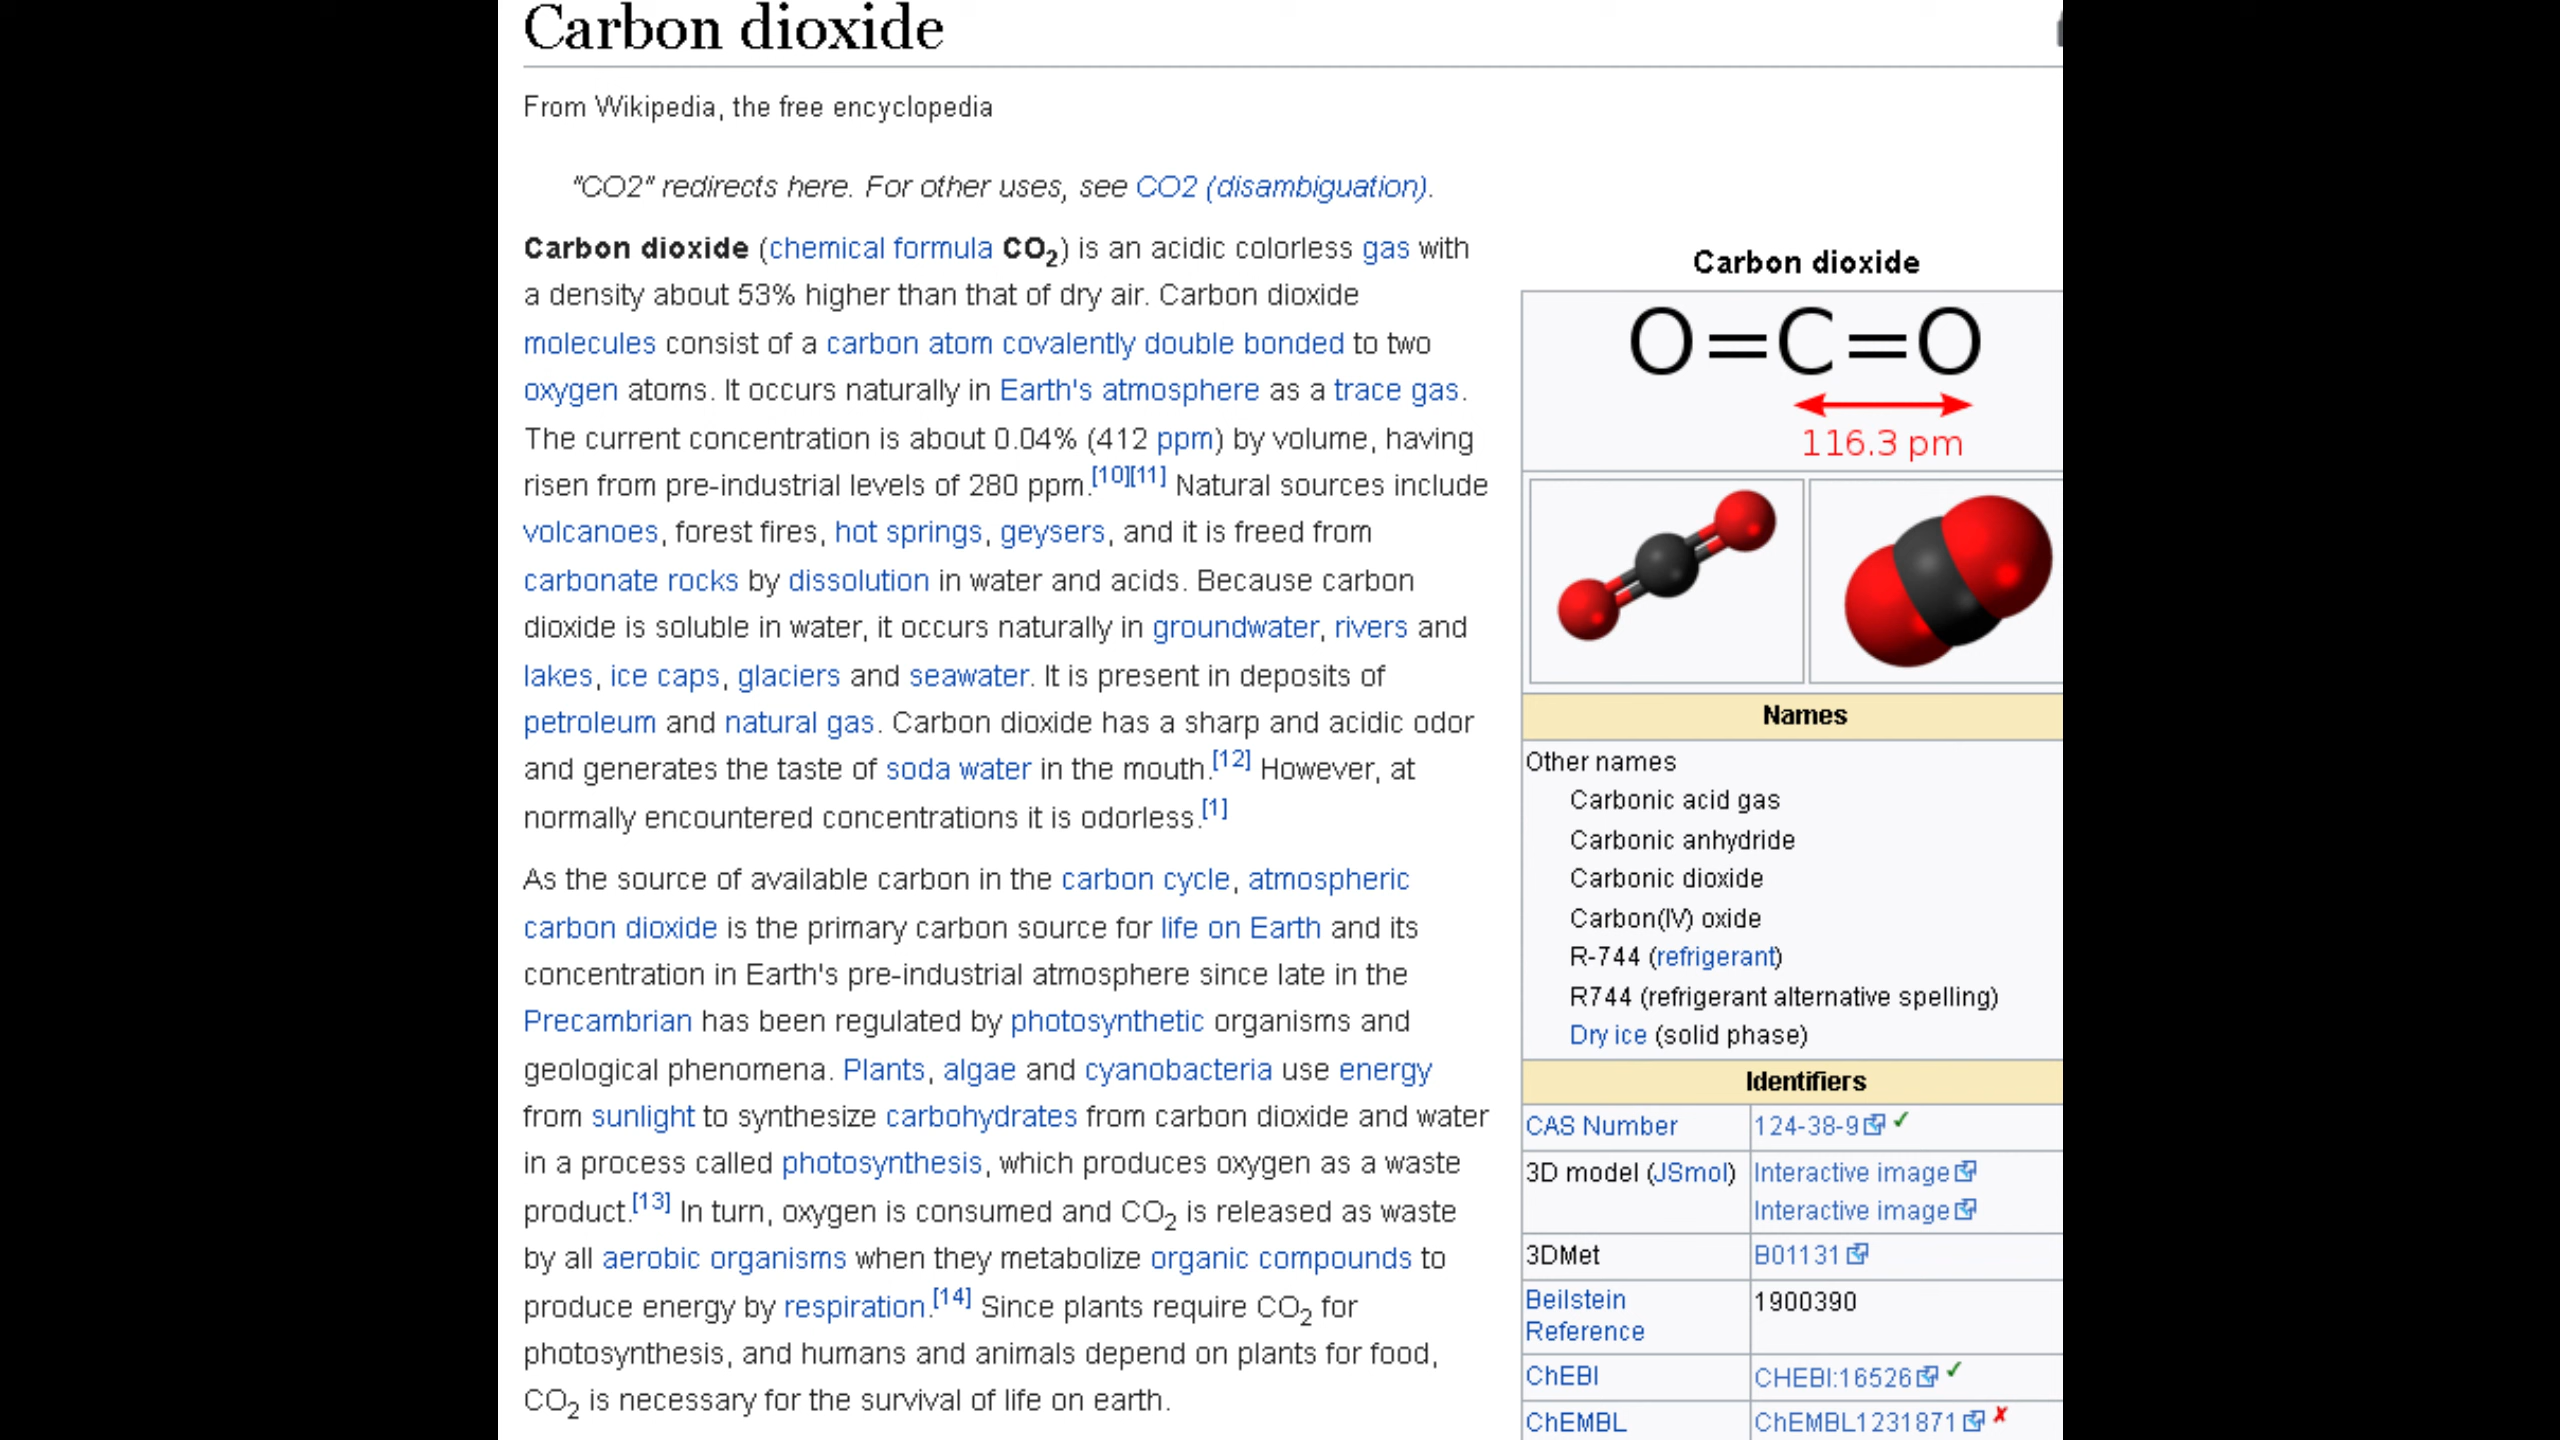 Carbon dioxide
From Wikipedia, the free encyclopedia
"CO2" redirects here. For other uses, see CO2 (disambiguation).
Carbon dioxide (chemical formula CO₂) is an acidic colorless gas with
a density about 53% higher than that of dry air. Carbon dioxide
molecules consist of a carbon atom covalently double bonded to two
oxygen atoms. It occurs naturally in Earth's atmosphere as a trace gas.
The current concentration is about 0.04% (412 ppm) by volume, having
risen from pre-industrial levels of 280 ppm.[10][11] Natural sources include
volcanoes, forest fires, hot springs, geysers, and it is freed from
carbonate rocks by dissolution in water and acids. Because carbon
dioxide is soluble in water, it occurs naturally in groundwater, rivers and
lakes, ice caps, glaciers and seawater. It is present in deposits of
petroleum and natural gas. Carbon dioxide has a sharp and acidic odor
and generates the taste of soda water in the mouth.[12] However, at
normally encountered concentrations it is odorless.[1]
As the source of available carbon in the carbon cycle, atmospheric
carbon dioxide is the primary carbon source for life on Earth and its
concentration in Earth's pre-industrial atmosphere since late in the
Precambrian has been regulated by photosynthetic organisms and
geological phenomena. Plants, algae and cyanobacteria use energy
from sunlight to synthesize carbohydrates from carbon dioxide and water
in a process called photosynthesis, which produces oxygen as a waste
product.[13] In turn, oxygen is consumed and CO₂ is released as waste
by all aerobic organisms when they metabolize organic compounds to
produce energy by respiration.[14] Since plants require CO₂ for
photosynthesis, and humans and animals depend on plants for food,
CO₂ is necessary for the survival of life on earth.
Carbon dioxide
O=C=O
116.3 pm
Names
Other names
Carbonic acid gas
Carbonic anhydride
Carbonic dioxide
Carbon(IV) oxide
R-744 (refrigerant)
R744 (refrigerant alternative spelling)
Dry ice (solid phase)
Identifiers
CAS Number 124-38-9 ✓
3D model (JSmol) Interactive image
Interactive image
3DMet B01131
Beilstein 1900390
Reference
ChEBI CHEBI:16526 ✓
ChEMBL ChEMBL1231871 ✗